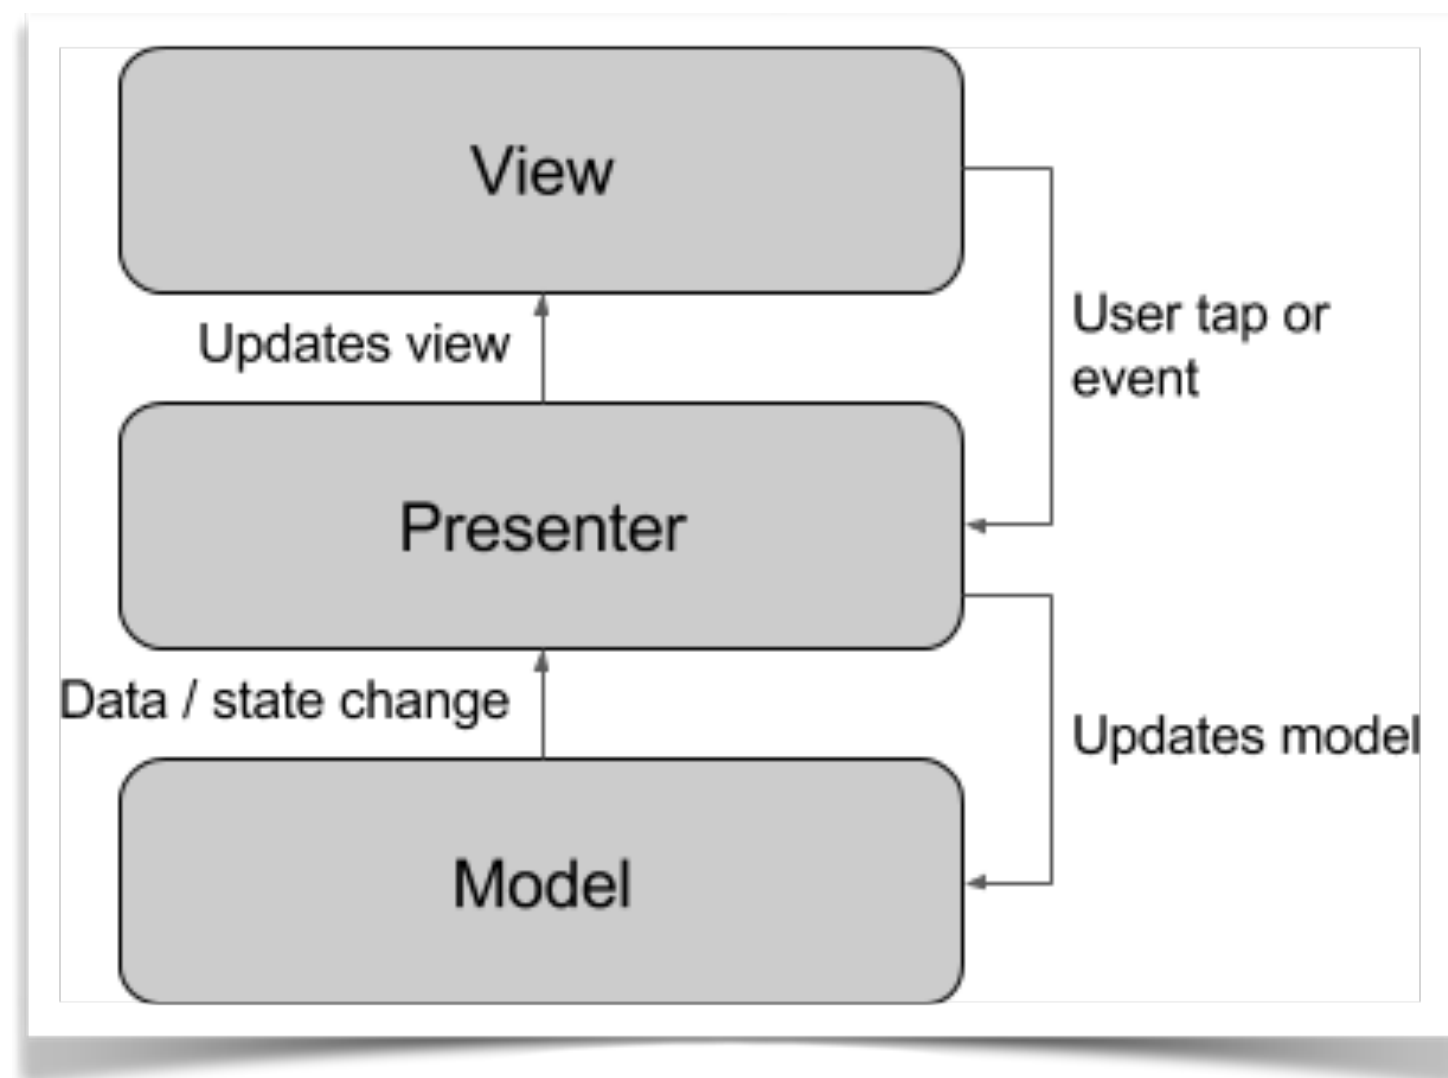 View
Updates view
User tap or
event
Presenter
Data / state change
Updates model
Model